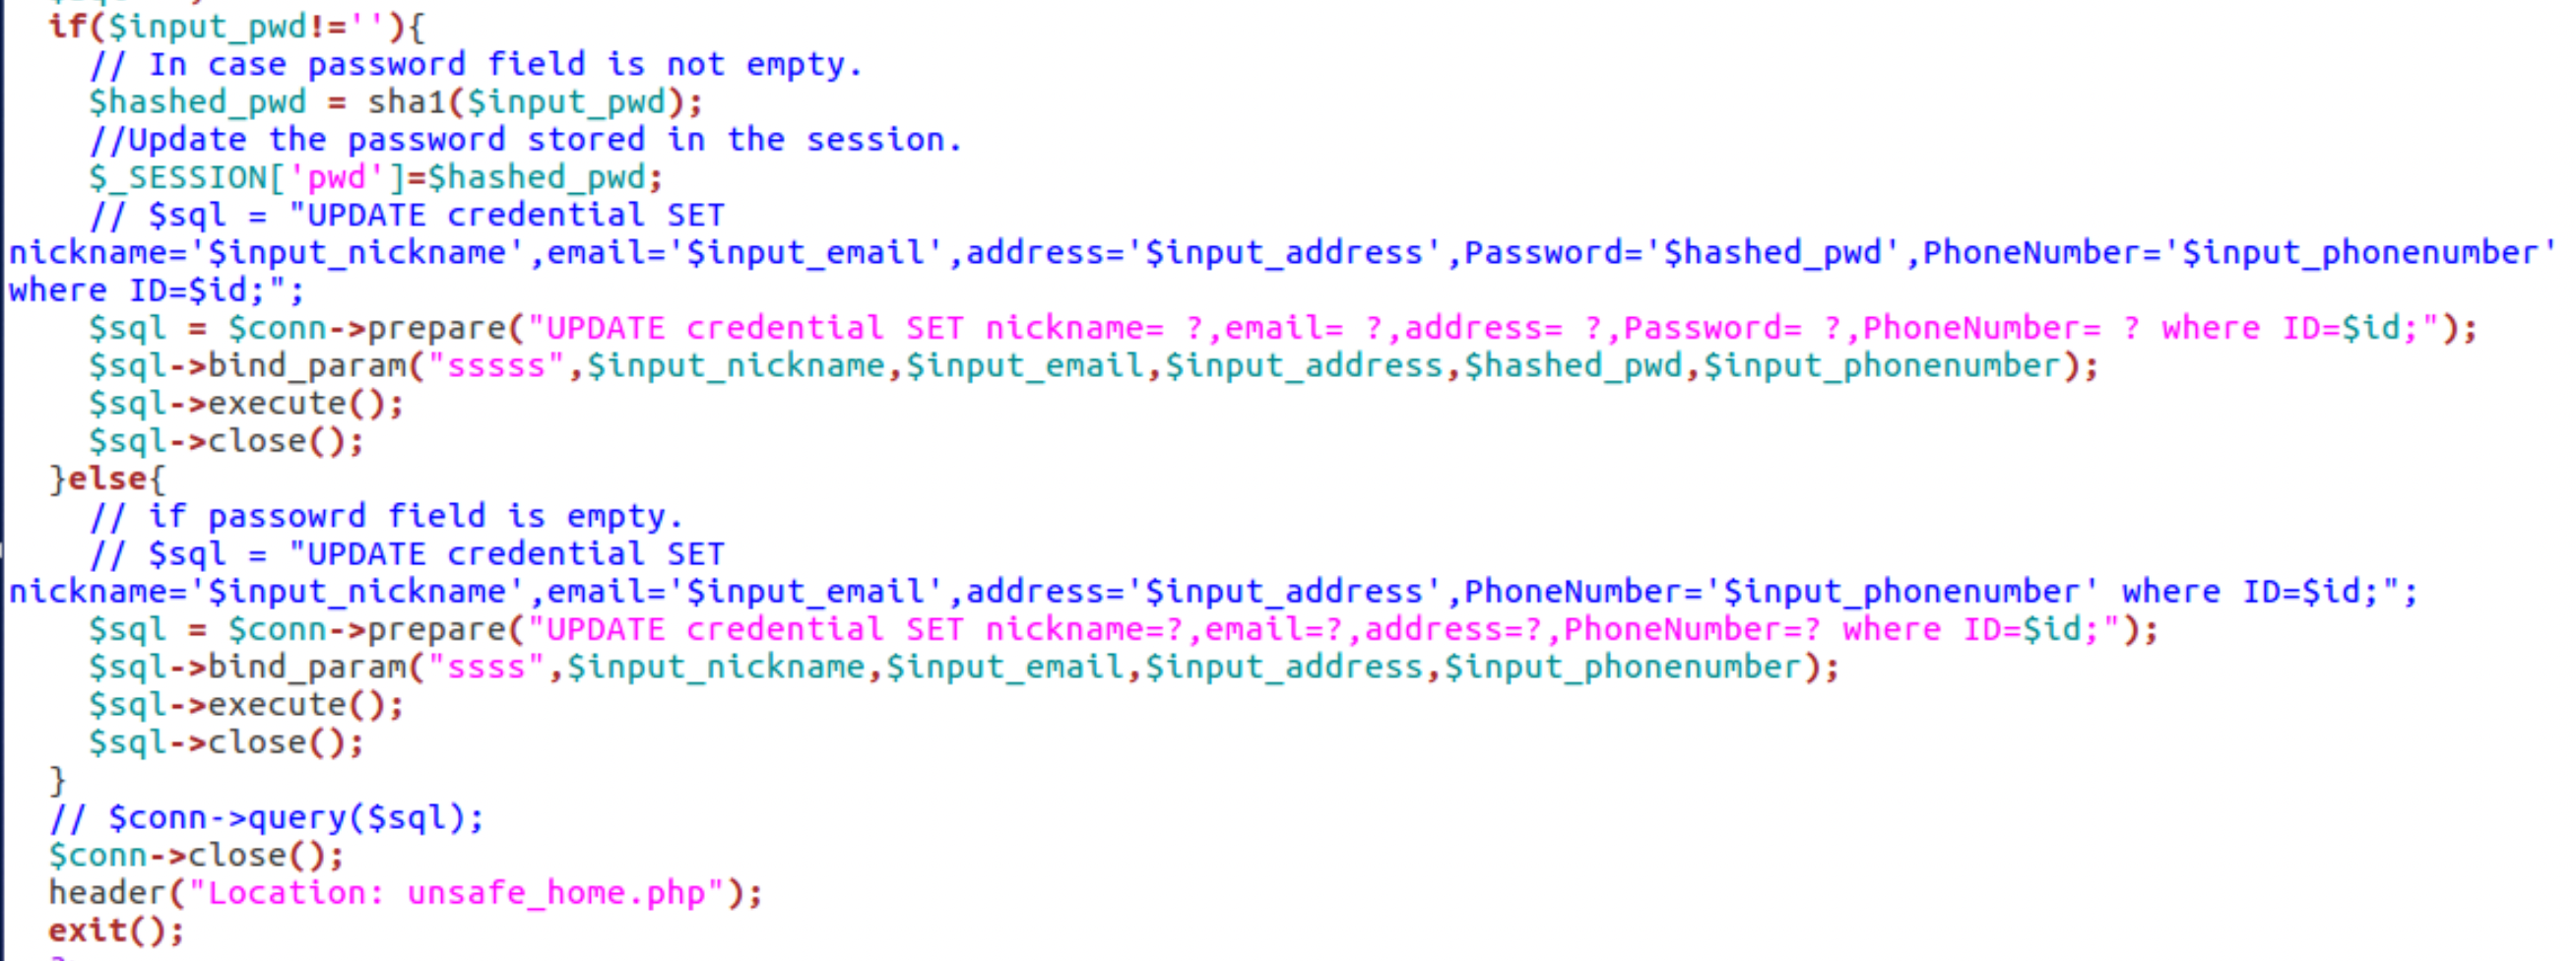 if($input_pwd!=''){
// In case password field is not empty.
$hashed_pwd = sha1($input_pwd);
//Update the password stored in the session.
$_SESSION['pwd']=$hashed_pwd;
// $sql = "UPDATE credential SET
nickname='$input_nickname',email='$input_email',address='$input_address',Password='$hashed_pwd',PhoneNumber='$input_phonenumber'
where ID=$id;";
$sql = $conn->prepare("UPDATE credential SET nickname= ?,email= ?,address= ?,Password= ?,PhoneNumber= ? where ID=$id;");
$sql->bind_param("sssss",$input_nickname,$input_email,$input_address,$hashed_pwd,$input_phonenumber);
$sql->execute();
$sql->close();
}else{
// if passowrd field is empty.
// $sql = "UPDATE credential SET
nickname='$input_nickname',email='$input_email',address='$input_address',PhoneNumber='$input_phonenumber' where ID=$id;";
$sql = $conn->prepare("UPDATE credential SET nickname=?,email=?,address=?,PhoneNumber=? where ID=$id;");
$sql->bind_param("ssss",$input_nickname,$input_email,$input_address,$input_phonenumber);
$sql->execute();
$sql->close();
}
// $conn->query($sql);
$conn->close();
header("Location: unsafe_home.php");
exit();